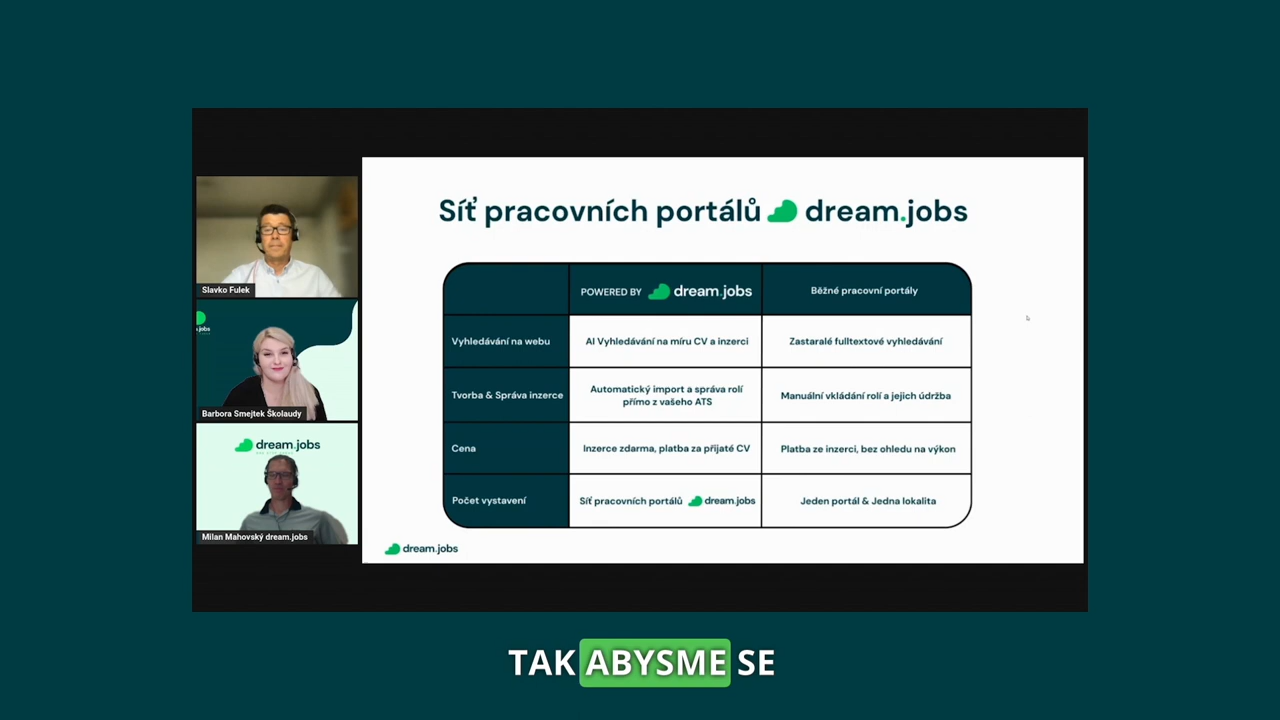 Síť pracovních portálů dream.jobs
POWERED BY dream.jobs
Běžné pracovní portály
Vyhledávání na webu
AI Vyhledávání na míru CV a inzerci
Zastaralé fulltextové vyhledávání
Tvorba & Správa inzerce
Automatický import a správa rolí
přímo z vašeho ATS
Manuální vkládání rolí a jejich údržba
Cena
Inzerce zdarma, platba za přijaté CV
Platba ze inzerci, bez ohledu na výkon
Počet vystavení
Síť pracovních portálů dream.jobs
Jeden portál & Jedna lokalita
dream.jobs
Slavko Fulek
.jobs
Barbora Smejtek Školaudy
dream.jobs
Milan Mahovský dream.jobs
TAK ABYSME SE